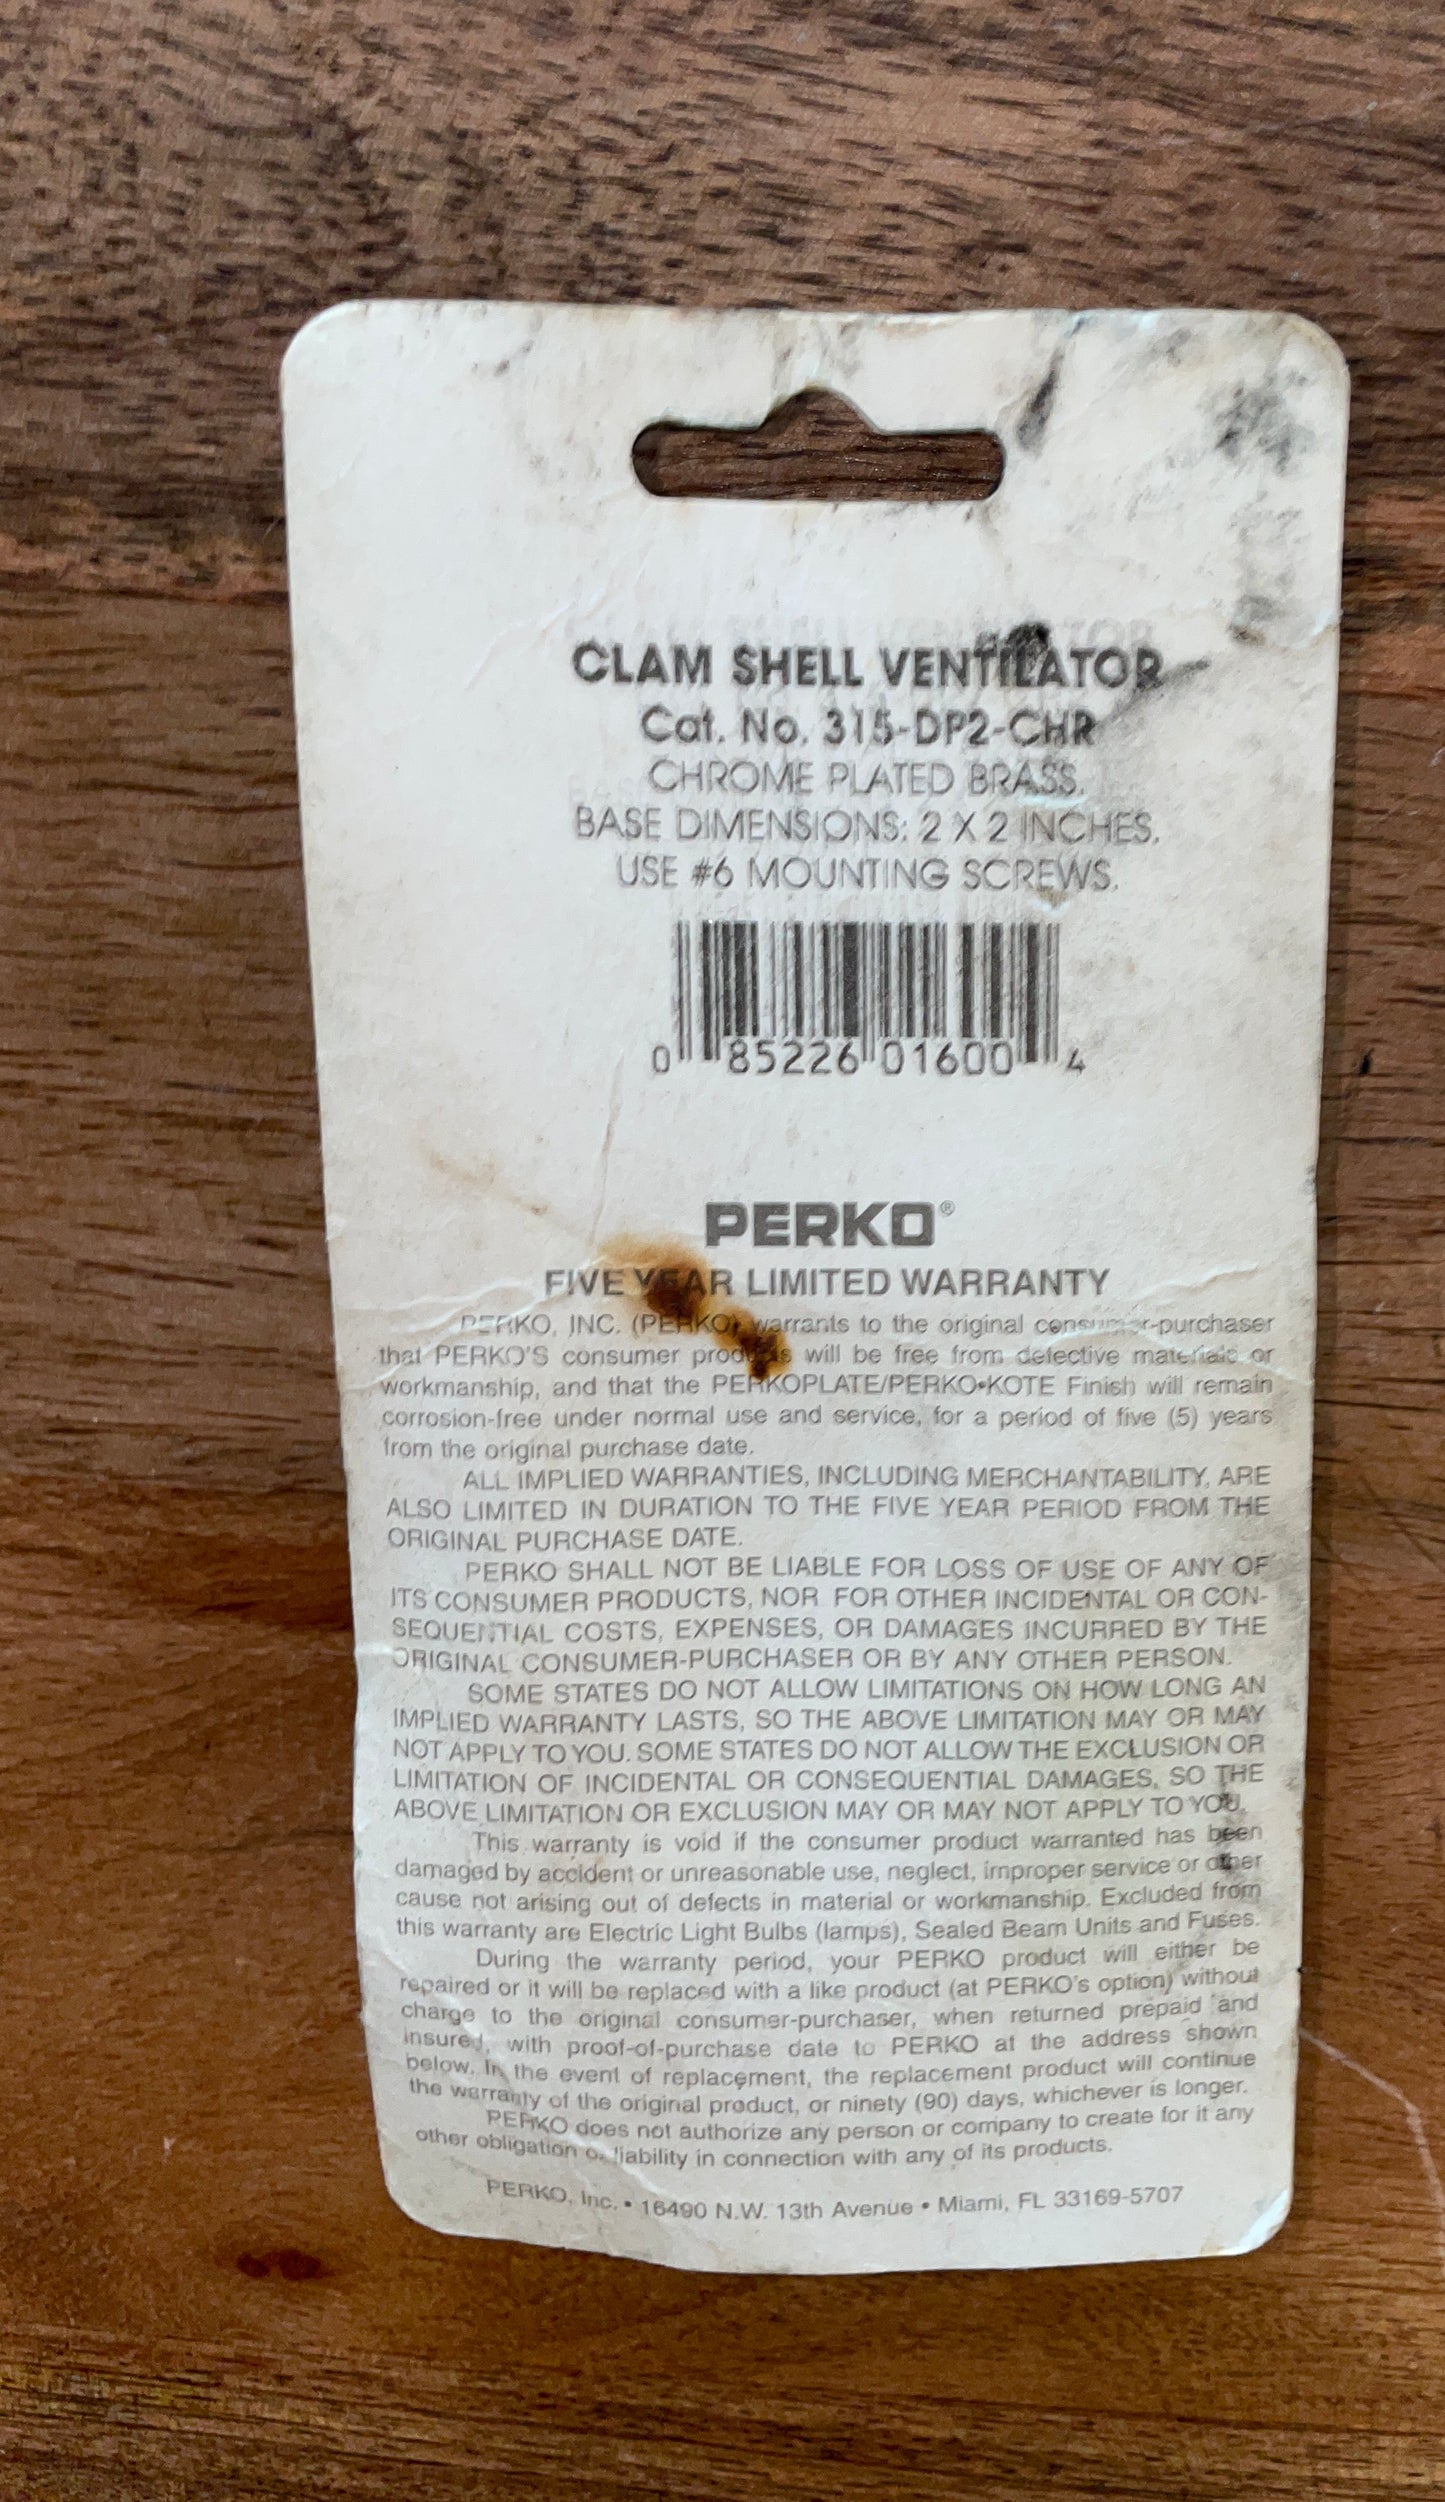 CLAM SHELL VENTILATOR
Cat. No. 315-DP2-CHR
CHROME PLATED BRASS.
BASE DIMENSIONS: 2 X 2 INCHES.
USE #6 MOUNTING SCREWS.
0 85226 01600 4
PERKO®
FIVE YEAR LIMITED WARRANTY
PERKO, INC. (PERKO) warrants to the original consumer-purchaser
that PERKO'S consumer products will be free from defective materials or
workmanship, and that the PERKOPLATE/PERKO•KOTE Finish will remain
corrosion-free under normal use and service, for a period of five (5) years
from the original purchase date.
ALL IMPLIED WARRANTIES, INCLUDING MERCHANTABILITY, ARE
ALSO LIMITED IN DURATION TO THE FIVE YEAR PERIOD FROM THE
ORIGINAL PURCHASE DATE.
PERKO SHALL NOT BE LIABLE FOR LOSS OF USE OF ANY OF
ITS CONSUMER PRODUCTS, NOR FOR OTHER INCIDENTAL OR CON-
SEQUENTIAL COSTS, EXPENSES, OR DAMAGES INCURRED BY THE
ORIGINAL CONSUMER-PURCHASER OR BY ANY OTHER PERSON.
SOME STATES DO NOT ALLOW LIMITATIONS ON HOW LONG AN
IMPLIED WARRANTY LASTS, SO THE ABOVE LIMITATION MAY OR MAY
NOT APPLY TO YOU. SOME STATES DO NOT ALLOW THE EXCLUSION OR
LIMITATION OF INCIDENTAL OR CONSEQUENTIAL DAMAGES, SO THE
ABOVE LIMITATION OR EXCLUSION MAY OR MAY NOT APPLY TO YOU.
This warranty is void if the consumer product warranted has been
damaged by accident or unreasonable use, neglect, improper service or other
cause not arising out of defects in material or workmanship. Excluded from
this warranty are Electric Light Bulbs (lamps), Sealed Beam Units and Fuses.
During the warranty period, your PERKO product will either be
repaired or it will be replaced with a like product (at PERKO's option) without
charge to the original consumer-purchaser, when returned prepaid and
insured, with proof-of-purchase date to PERKO at the address shown
below. In the event of replacement, the replacement product will continue
the warranty of the original product, or ninety (90) days, whichever is longer.
PERKO does not authorize any person or company to create for it any
other obligation or liability in connection with any of its products.
PERKO, Inc. • 16490 N.W. 13th Avenue • Miami, FL 33169-5707